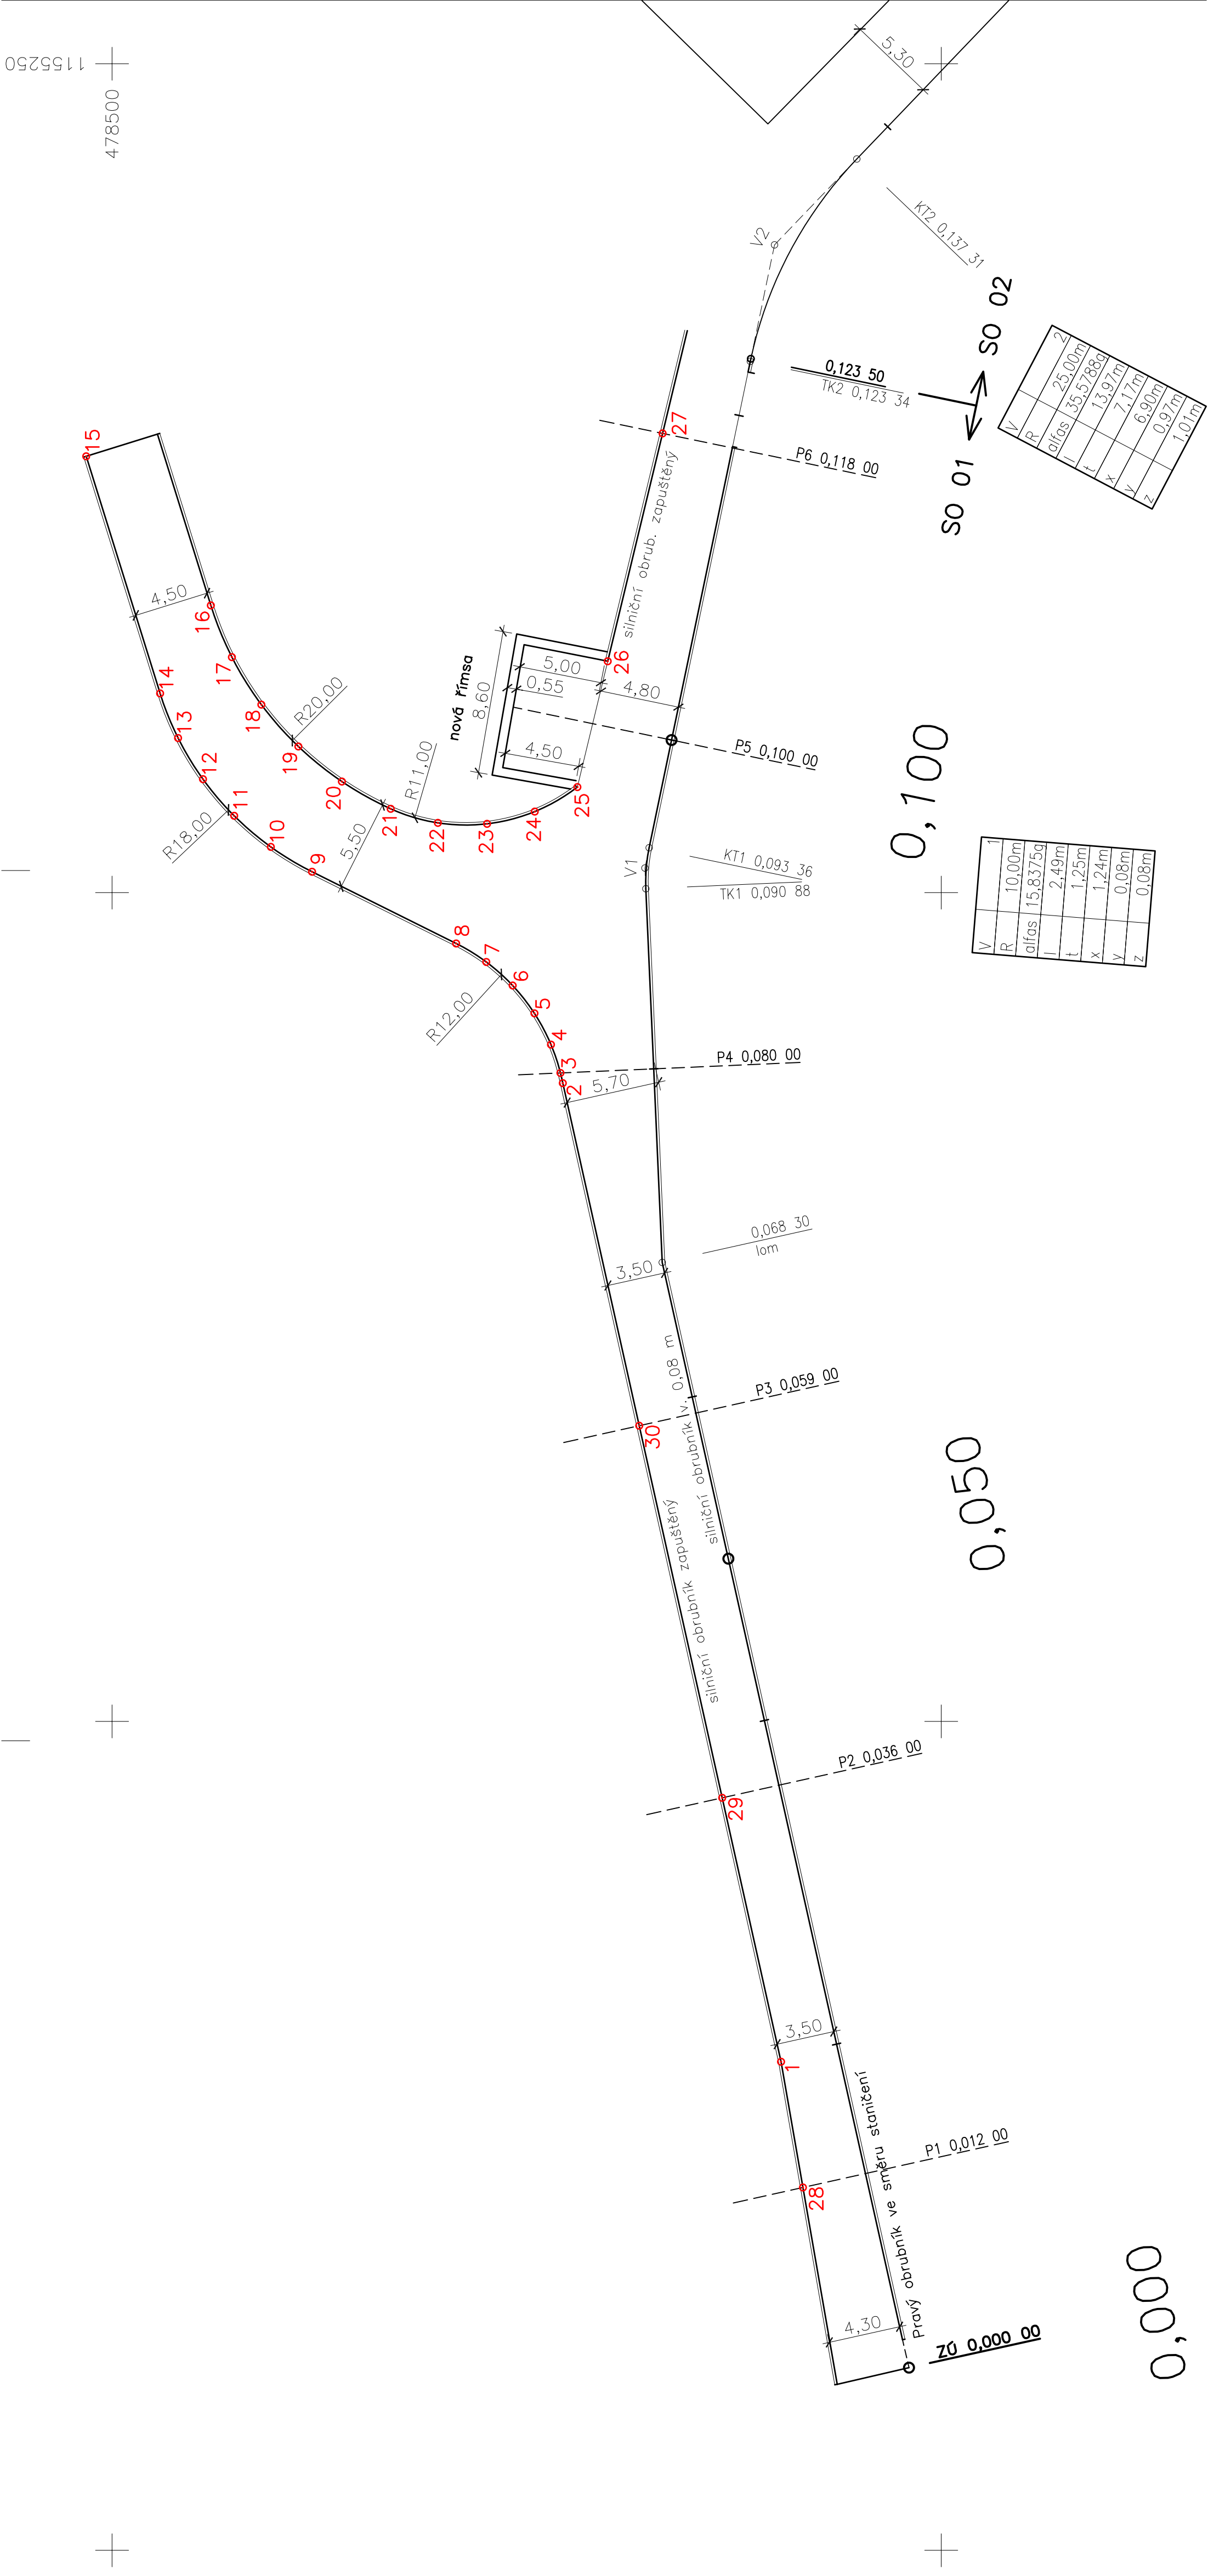 1155250
478500
5,30
V2
KT2 0,137 31
SO 02
SO 01
0,123 50
TK2 0,123 34
V 2
R 25,00m
alfas 35,5788g
l 13,97m
t 7,17m
x 6,90m
y 0,97m
z 1,01m
15
27
P6 0,118 00
silniční obrub. zapuštěný
4,50
16
17
14
13
18
R20,00
19
12
11
R18,00
20
10
21
R11,00
22
23
24
25
9
5,50
nová římsa
8,60
5,00
0,55
4,50
26
4,80
P5 0,100 00
0,100
V1
KT1 0,093 36
TK1 0,090 88
V 1
R 10,00m
alfas 15,8375g
l 2,49m
t 1,25m
x 1,24m
y 0,08m
z 0,08m
8
7
6
R12,00
5
4
3
2
P4 0,080 00
5,70
0,068 30
lom
3,50
P3 0,059 00
30
silniční obrubník v. 0,08 m
silniční obrubník zapuštěný
0,050
P2 0,036 00
29
3,50
1
Pravý obrubník ve směru staničení
P1 0,012 00
28
4,30
ZÚ 0,000 00
0,000